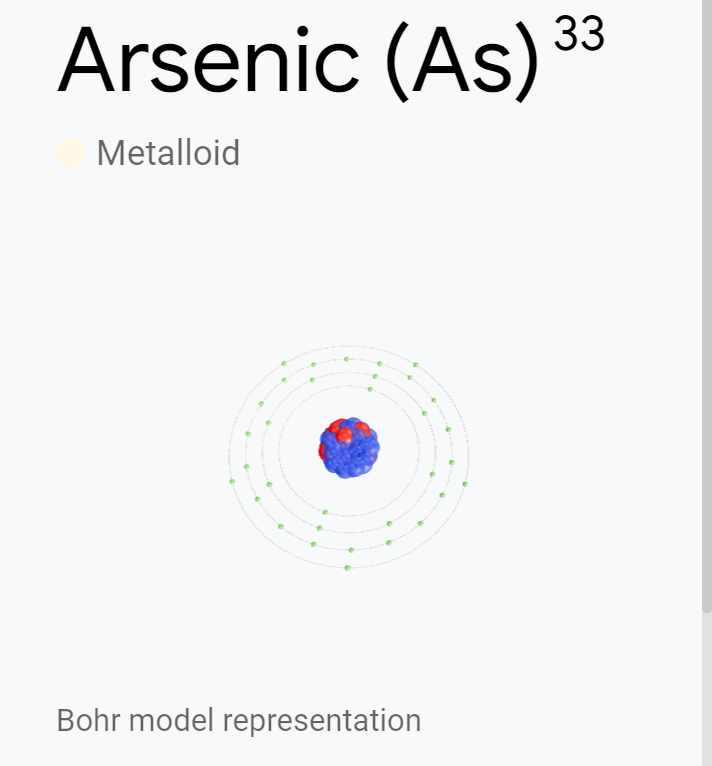 Arsenic (As) 33
Metalloid
Bohr model representation